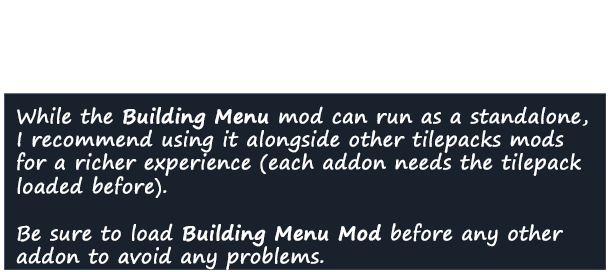 While the Building Menu mod can run as a standalone,
I recommend using it alongside other tilepacks mods
for a richer experience (each addon needs the tilepack
loaded before).
Be sure to load Building Menu Mod before any other
addon to avoid any problems.